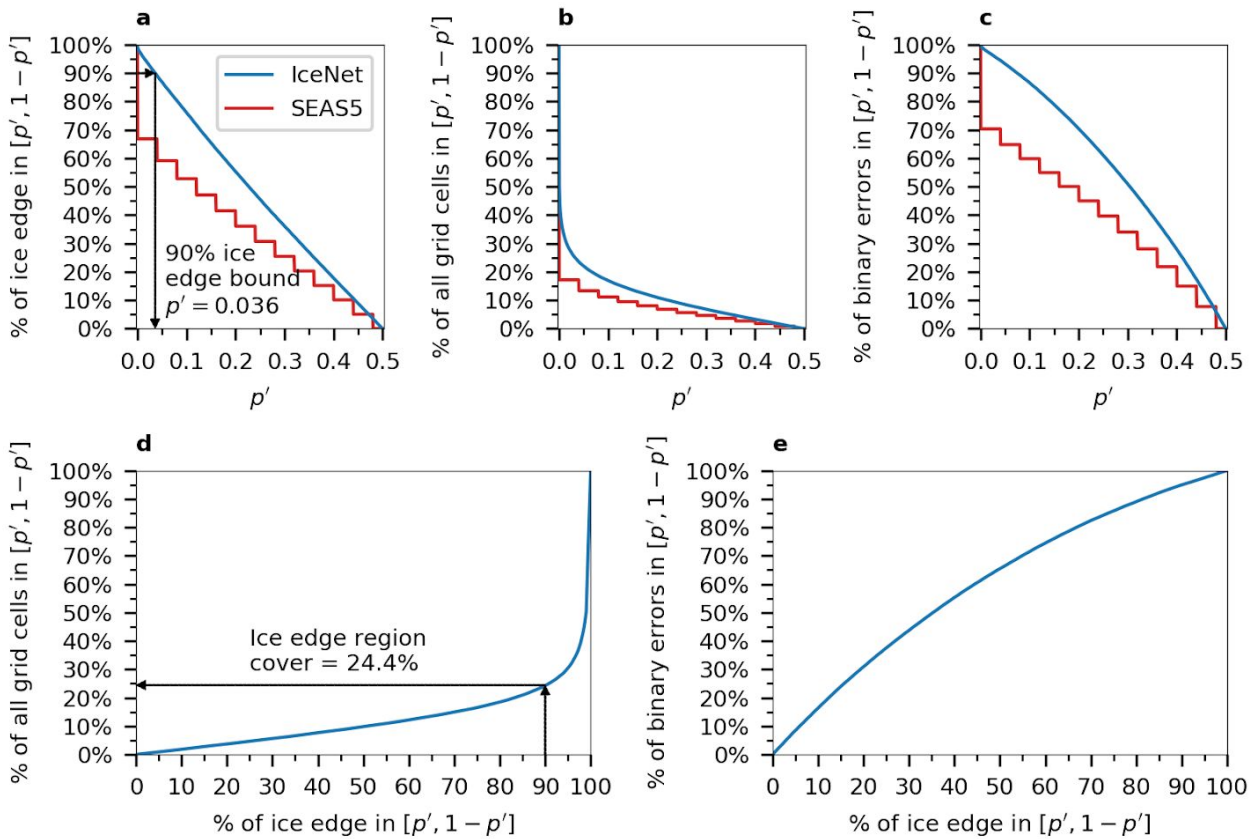 a
% of ice edge in [p′, 1 − p′]
100%
90%
80%
70%
60%
50%
40%
30%
20%
10%
0%
IceNet
SEAS5
90% ice
edge bound
p′ = 0.036
0.0 0.1 0.2 0.3 0.4 0.5
p′
b
% of all grid cells in [p′, 1 − p′]
100%
90%
80%
70%
60%
50%
40%
30%
20%
10%
0%
0.0 0.1 0.2 0.3 0.4 0.5
p′
c
% of binary errors in [p′, 1 − p′]
100%
90%
80%
70%
60%
50%
40%
30%
20%
10%
0%
0.0 0.1 0.2 0.3 0.4 0.5
p′
d
% of all grid cells in [p′, 1 − p′]
100%
90%
80%
70%
60%
50%
40%
30%
20%
10%
0%
Ice edge region
cover = 24.4%
0 10 20 30 40 50 60 70 80 90 100
% of ice edge in [p′, 1 − p′]
e
% of binary errors in [p′, 1 − p′]
100%
90%
80%
70%
60%
50%
40%
30%
20%
10%
0%
0 10 20 30 40 50 60 70 80 90 100
% of ice edge in [p′, 1 − p′]